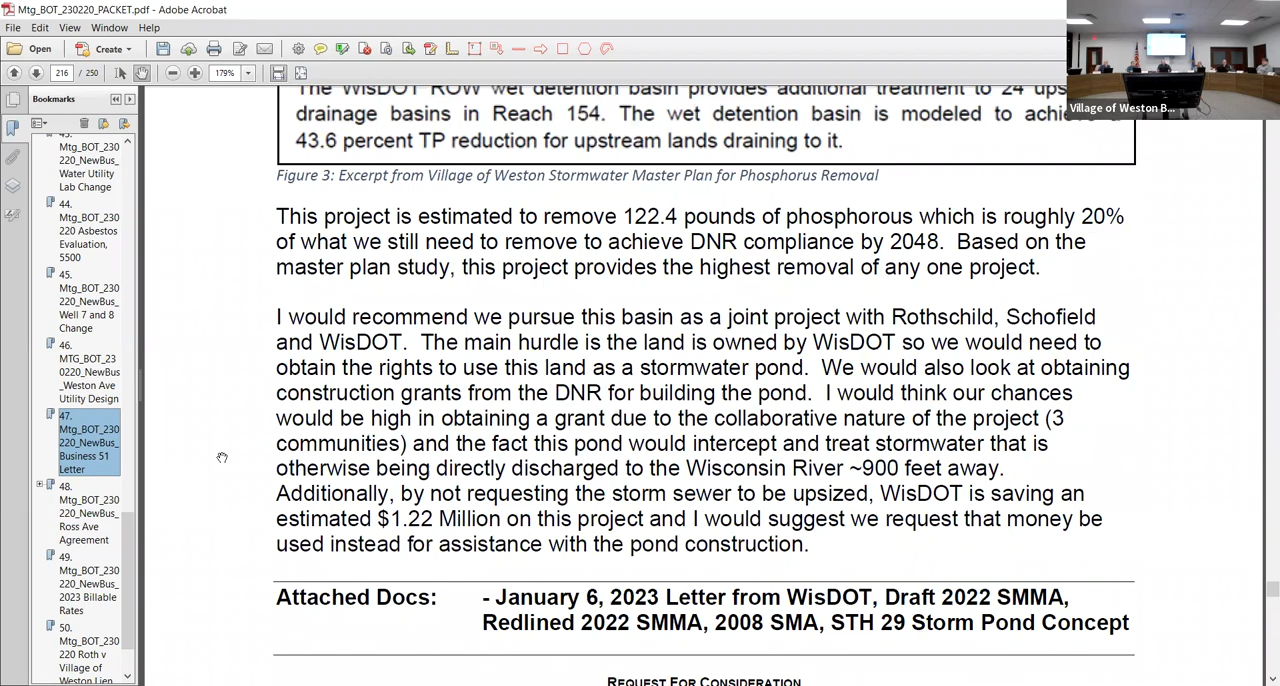 Mtg_BOT_230220_PACKET.pdf - Adobe Acrobat
File Edit View Window Help
Open Create
216 / 250 179%
Bookmarks
Mtg_BOT_230
220_NewBus_
Water Utility
Lab Change
44.
Mtg_BOT_230
220 Asbestos
Evaluation,
5500
45.
Mtg_BOT_230
220_NewBus_
Well 7 and 8
Change
46.
MTG_BOT_23
0220_NewBus
_Weston Ave
Utility Design
47.
Mtg_BOT_230
220_NewBus_
Business 51
Letter
48.
Mtg_BOT_230
220_NewBus_
Ross Ave
Agreement
49.
Mtg_BOT_230
220_NewBus_
2023 Billable
Rates
50.
Mtg_BOT_230
220 Roth v
Village of
Weston Lien
Village of Weston B...
The WisDOT ROW wet detention basin provides additional treatment to 24 ups
drainage basins in Reach 154. The wet detention basin is modeled to
43.6 percent TP reduction for upstream lands draining to it.
Figure 3: Excerpt from Village of Weston Stormwater Master Plan for Phosphorus Removal
This project is estimated to remove 122.4 pounds of phosphorous which is roughly 20%
of what we still need to remove to achieve DNR compliance by 2048. Based on the
master plan study, this project provides the highest removal of any one project.
I would recommend we pursue this basin as a joint project with Rothschild, Schofield
and WisDOT. The main hurdle is the land is owned by WisDOT so we would need to
obtain the rights to use this land as a stormwater pond. We would also look at obtaining
construction grants from the DNR for building the pond. I would think our chances
would be high in obtaining a grant due to the collaborative nature of the project (3
communities) and the fact this pond would intercept and treat stormwater that is
otherwise being directly discharged to the Wisconsin River ~900 feet away.
Additionally, by not requesting the storm sewer to be upsized, WisDOT is saving an
estimated $1.22 Million on this project and I would suggest we request that money be
used instead for assistance with the pond construction.
Attached Docs: - January 6, 2023 Letter from WisDOT, Draft 2022 SMMA,
Redlined 2022 SMMA, 2008 SMA, STH 29 Storm Pond Concept
REQUEST FOR CONSIDERATION